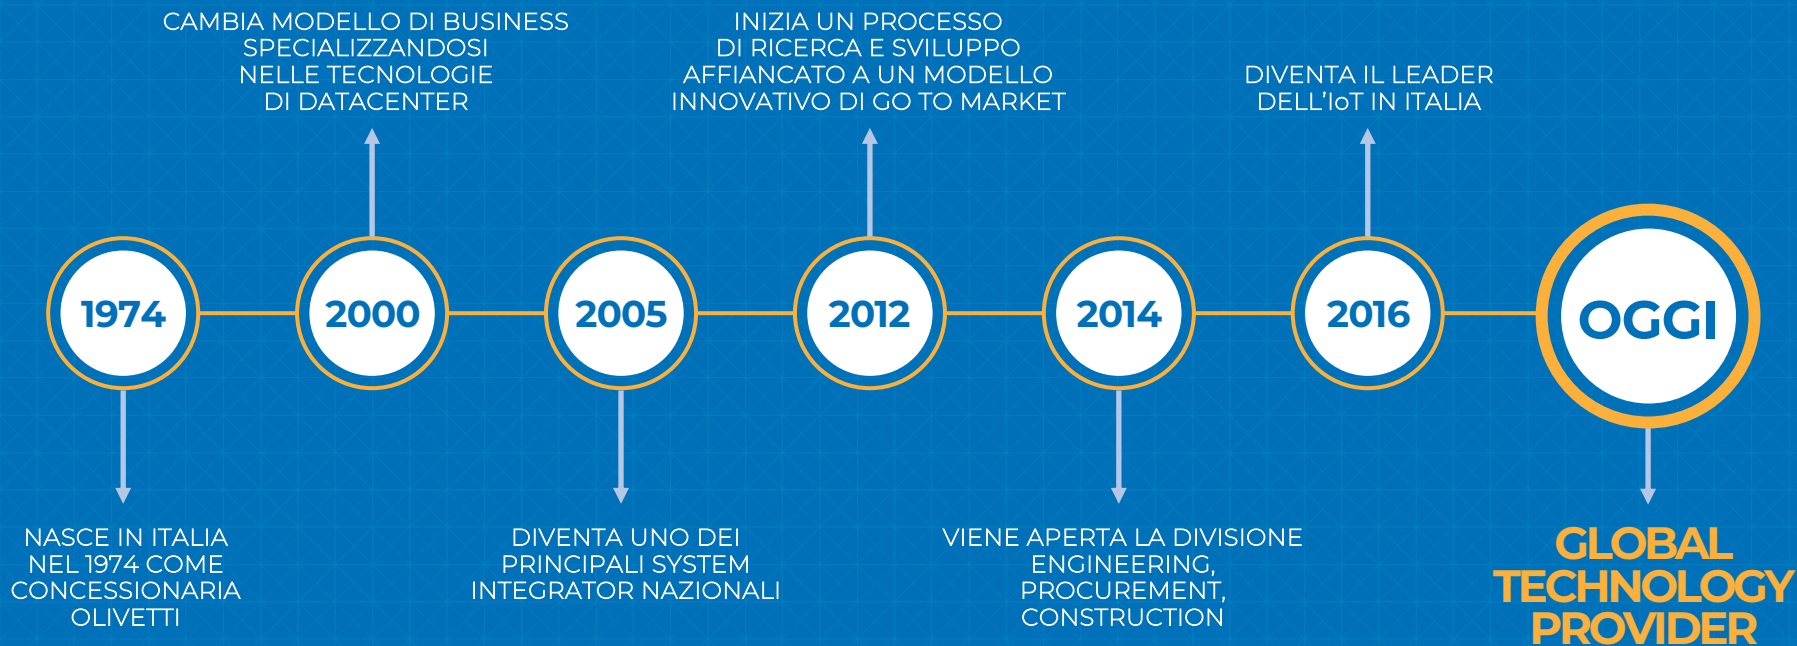 CAMBIA MODELLO DI BUSINESS
SPECIALIZZANDOSI
NELLE TECNOLOGIE
DI DATACENTER
INIZIA UN PROCESSO
DI RICERCA E SVILUPPO
AFFIANCATO A UN MODELLO
INNOVATIVO DI GO TO MARKET
DIVENTA IL LEADER
DELL'IoT IN ITALIA
1974
2000
2005
2012
2014
2016
OGGI
NASCE IN ITALIA
NEL 1974 COME
CONCESSIONARIA
OLIVETTI
DIVENTA UNO DEI
PRINCIPALI SYSTEM
INTEGRATOR NAZIONALI
VIENE APERTA LA DIVISIONE
ENGINEERING,
PROCUREMENT,
CONSTRUCTION
GLOBAL
TECHNOLOGY
PROVIDER